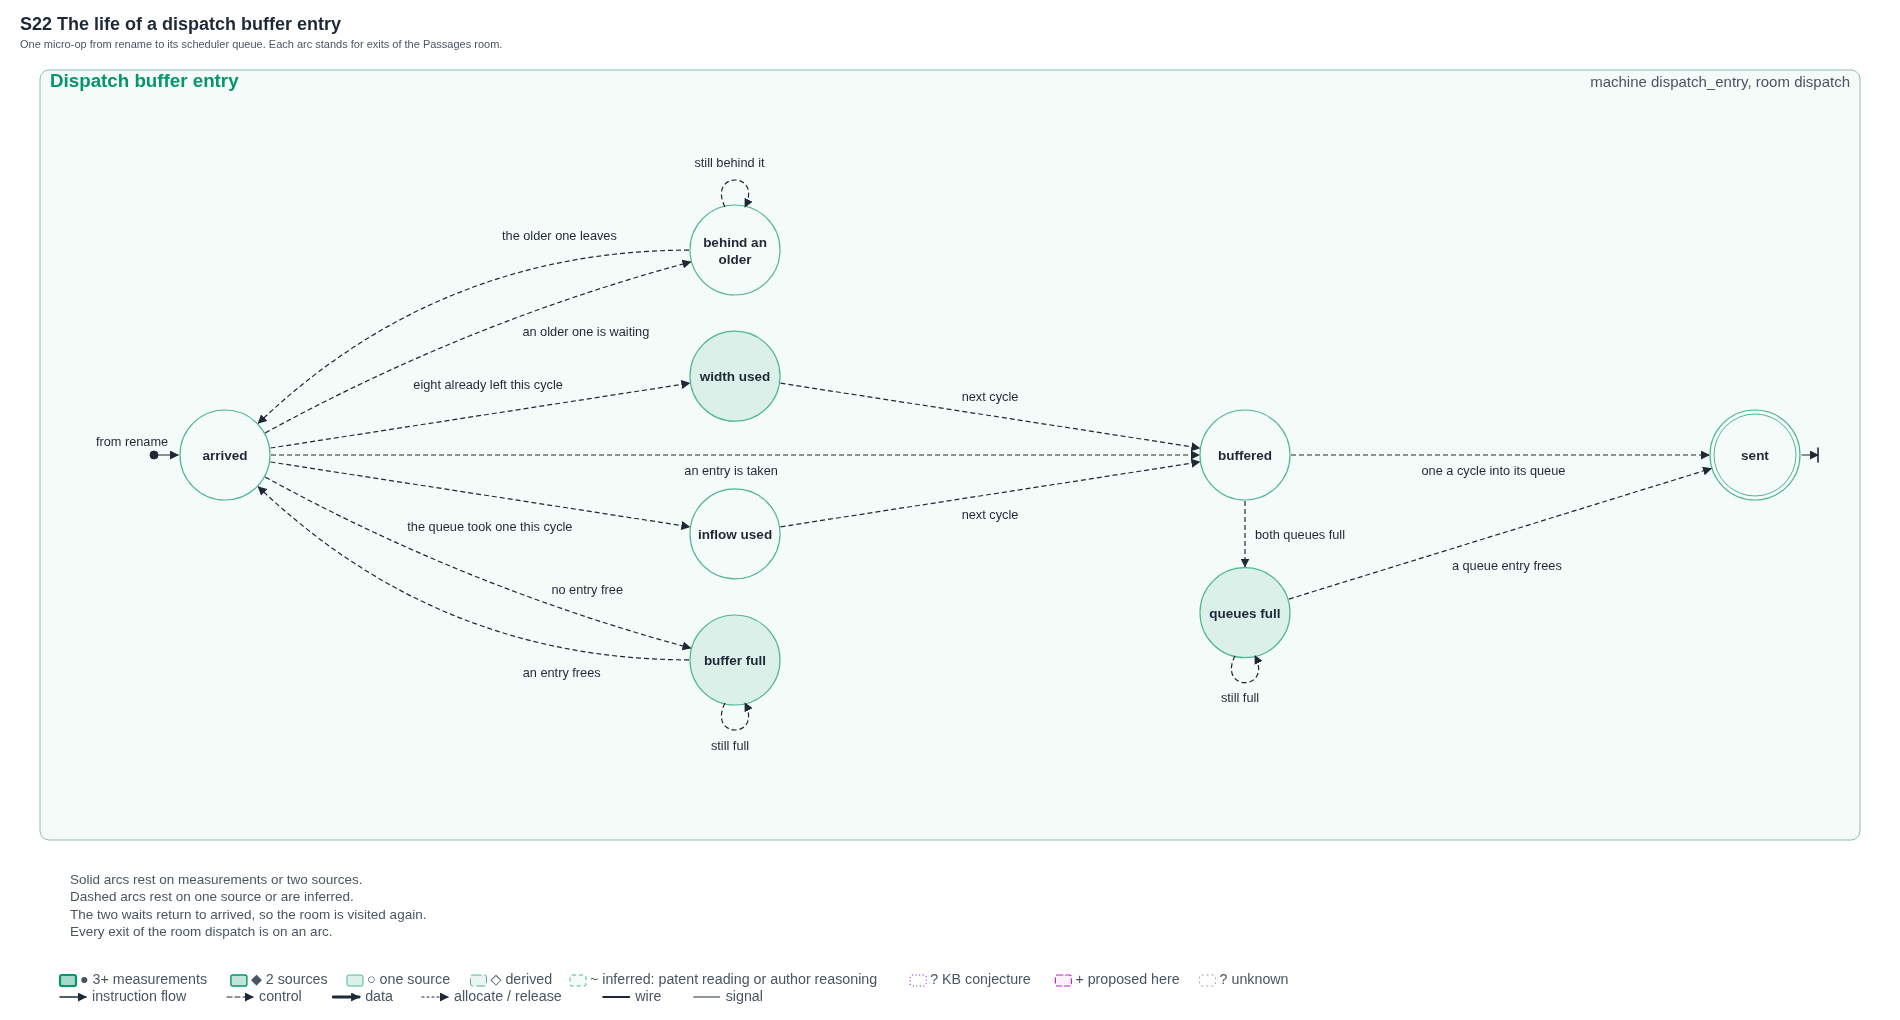 S22 The life of a dispatch buffer entry
One micro-op from rename to its scheduler queue. Each arc stands for exits of the Passages room.
Dispatch buffer entry
machine dispatch_entry, room dispatch
still behind it
the older one leaves
behind an
older
an older one is waiting
width used
eight already left this cycle
next cycle
from rename
arrived
buffered
sent
an entry is taken
one a cycle into its queue
next cycle
the queue took one this cycle
inflow used
both queues full
a queue entry frees
no entry free
queues full
buffer full
an entry frees
still full
still full
Solid arcs rest on measurements or two sources.
Dashed arcs rest on one source or are inferred.
The two waits return to arrived, so the room is visited again.
Every exit of the room dispatch is on an arc.
● 3+ measurements ◆ 2 sources ○ one source ◇ derived ~ inferred: patent reading or author reasoning ? KB conjecture + proposed here ? unknown
instruction flow control data allocate / release wire signal